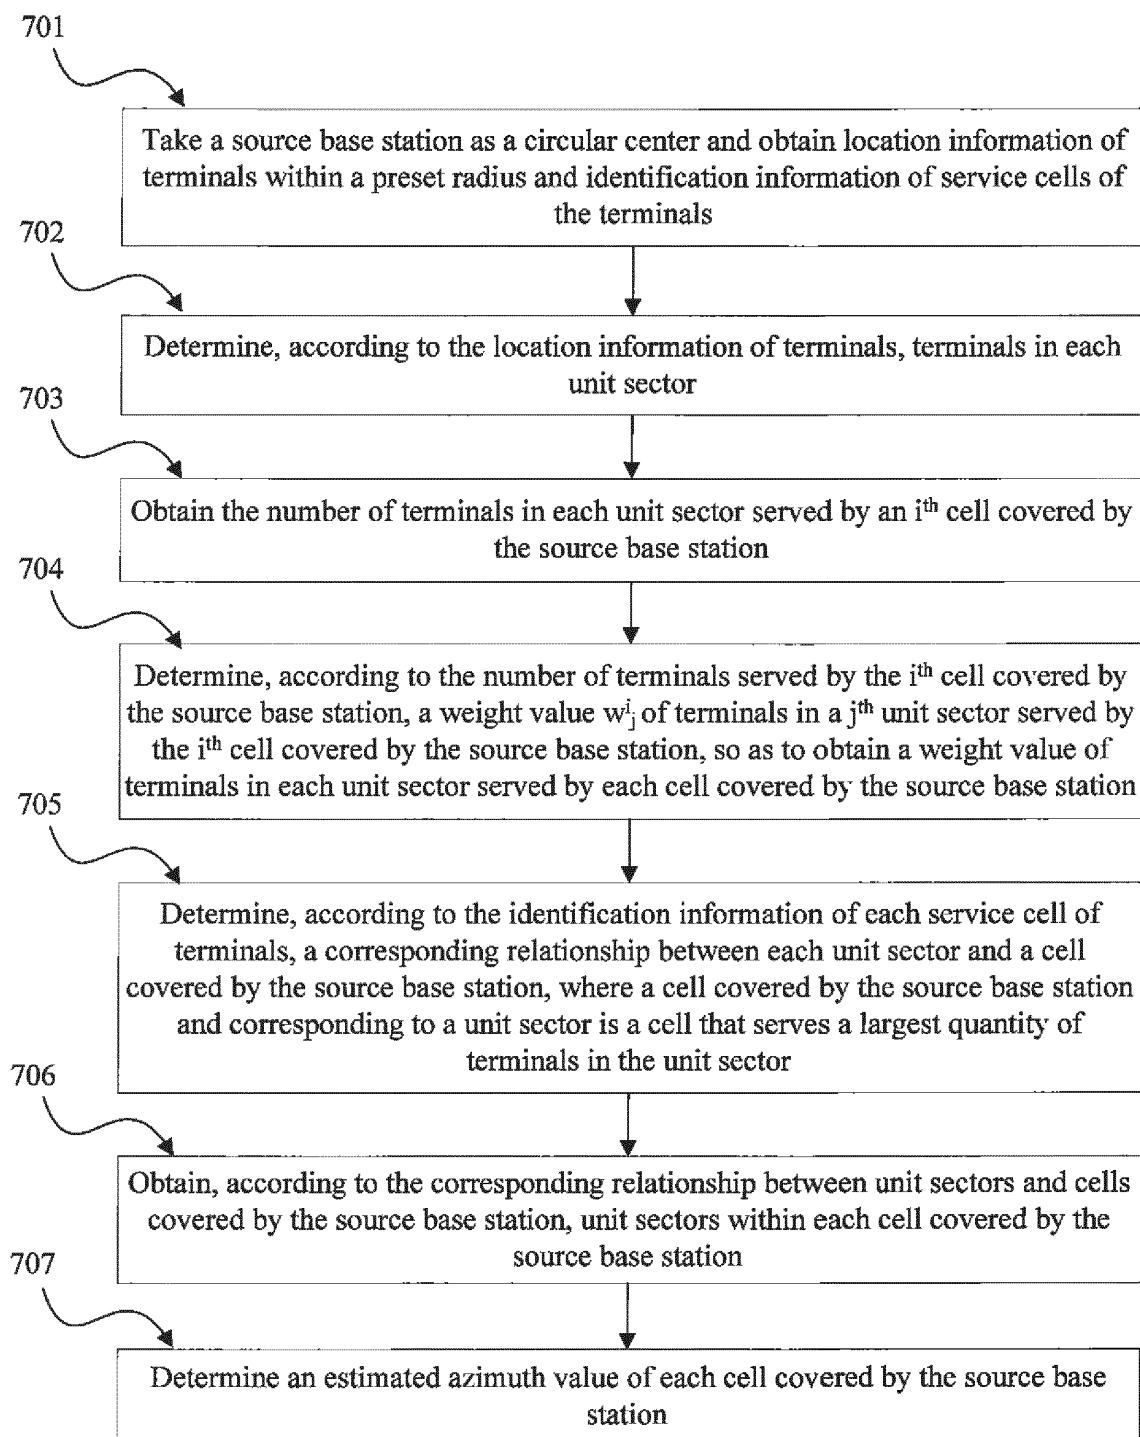 701
Take a source base station as a circular center and obtain location information of
terminals within a preset radius and identification information of service cells of
the terminals
702
Determine, according to the location information of terminals, terminals in each
unit sector
703
Obtain the number of terminals in each unit sector served by an iᵗʰ cell covered by
the source base station
704
Determine, according to the number of terminals served by the iᵗʰ cell covered by
the source base station, a weight value wⁱⱼ of terminals in a jᵗʰ unit sector served by
the iᵗʰ cell covered by the source base station, so as to obtain a weight value of
terminals in each unit sector served by each cell covered by the source base station
705
Determine, according to the identification information of each service cell of
terminals, a corresponding relationship between each unit sector and a cell
covered by the source base station, where a cell covered by the source base station
and corresponding to a unit sector is a cell that serves a largest quantity of
terminals in the unit sector
706
Obtain, according to the corresponding relationship between unit sectors and cells
covered by the source base station, unit sectors within each cell covered by the
source base station
707
Determine an estimated azimuth value of each cell covered by the source base
station